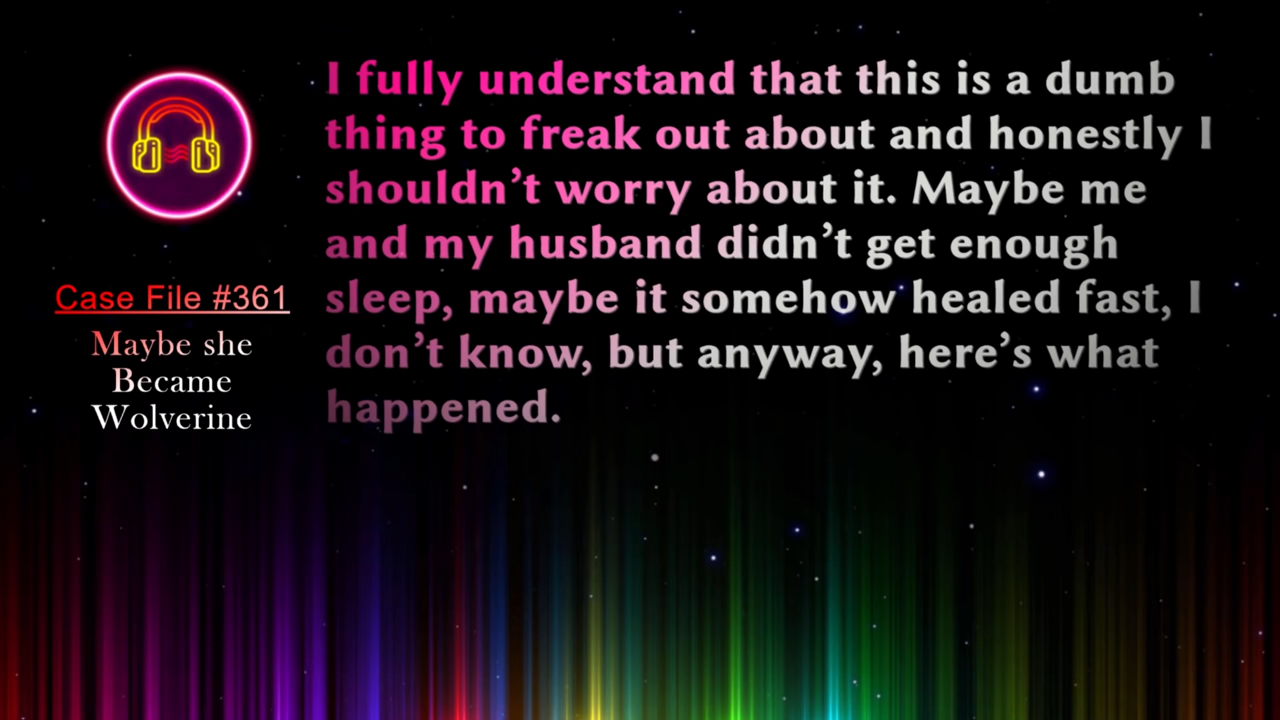 Case File #361
Maybe she
Became
Wolverine
I fully understand that this is a dumb
thing to freak out about and honestly I
shouldn’t worry about it. Maybe me
and my husband didn’t get enough
sleep, maybe it somehow healed fast, I
don’t know, but anyway, here’s what
happened.